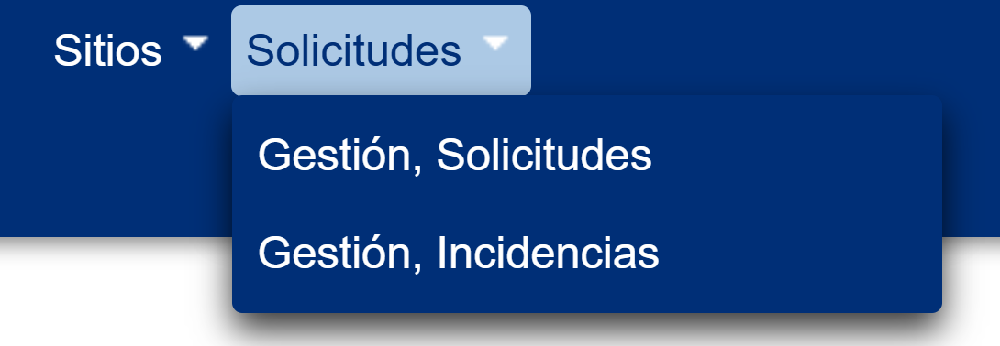 Sitios Solicitudes
Gestión, Solicitudes
Gestión, Incidencias